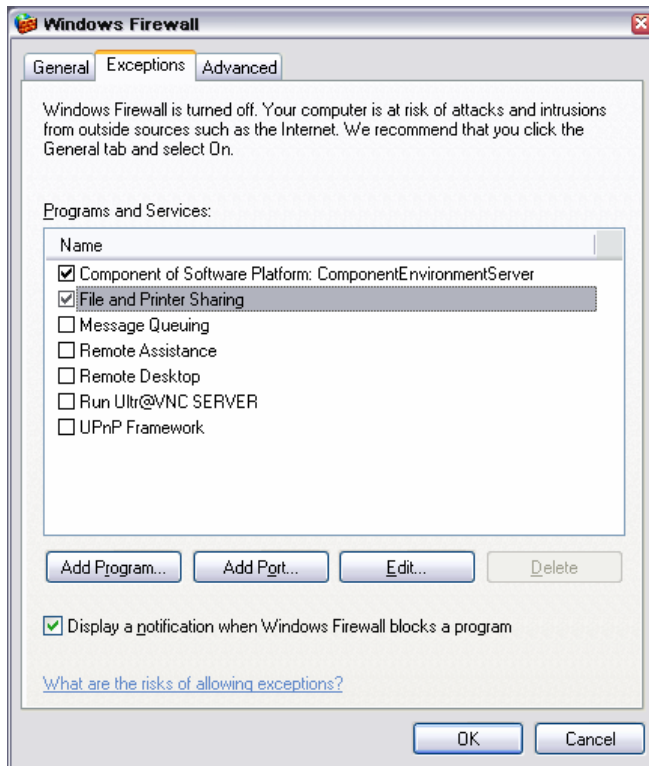 Windows Firewall
General Exceptions Advanced
Windows Firewall is turned off. Your computer is at risk of attacks and intrusions
from outside sources such as the Internet. We recommend that you click the
General tab and select On.
Programs and Services:
Name
Component of Software Platform: ComponentEnvironmentServer
File and Printer Sharing
Message Queuing
Remote Assistance
Remote Desktop
Run Ultr@VNC SERVER
UPnP Framework
Add Program... Add Port... Edit... Delete
Display a notification when Windows Firewall blocks a program
What are the risks of allowing exceptions?
OK Cancel